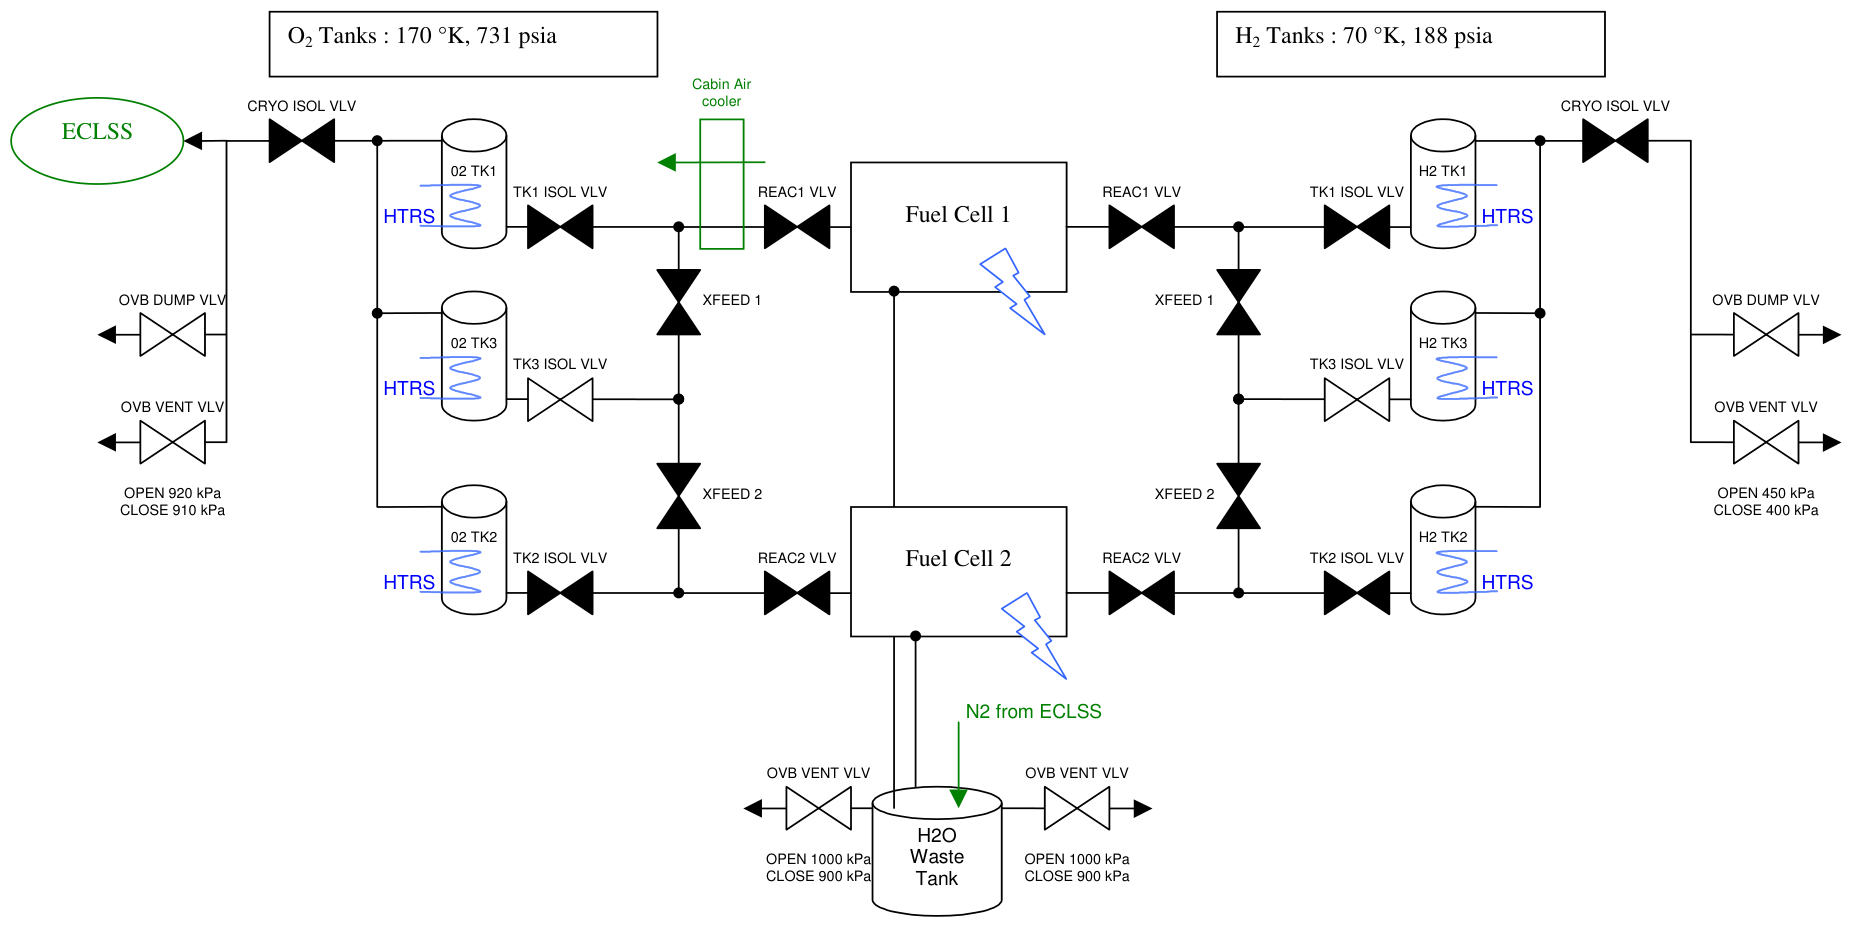 O₂ Tanks : 170 °K, 731 psia
H₂ Tanks : 70 °K, 188 psia
Cabin Air
cooler
ECLSS
CRYO ISOL VLV
CRYO ISOL VLV
02 TK1
HTRS
TK1 ISOL VLV
REAC1 VLV
Fuel Cell 1
REAC1 VLV
TK1 ISOL VLV
H2 TK1
HTRS
OVB DUMP VLV
XFEED 1
XFEED 1
OVB DUMP VLV
02 TK3
HTRS
TK3 ISOL VLV
TK3 ISOL VLV
H2 TK3
HTRS
OVB VENT VLV
OVB VENT VLV
OPEN 920 kPa
CLOSE 910 kPa
XFEED 2
XFEED 2
OPEN 450 kPa
CLOSE 400 kPa
02 TK2
HTRS
TK2 ISOL VLV
REAC2 VLV
Fuel Cell 2
REAC2 VLV
TK2 ISOL VLV
H2 TK2
HTRS
N2 from ECLSS
OVB VENT VLV
OVB VENT VLV
OPEN 1000 kPa
CLOSE 900 kPa
H2O
Waste
Tank
OPEN 1000 kPa
CLOSE 900 kPa